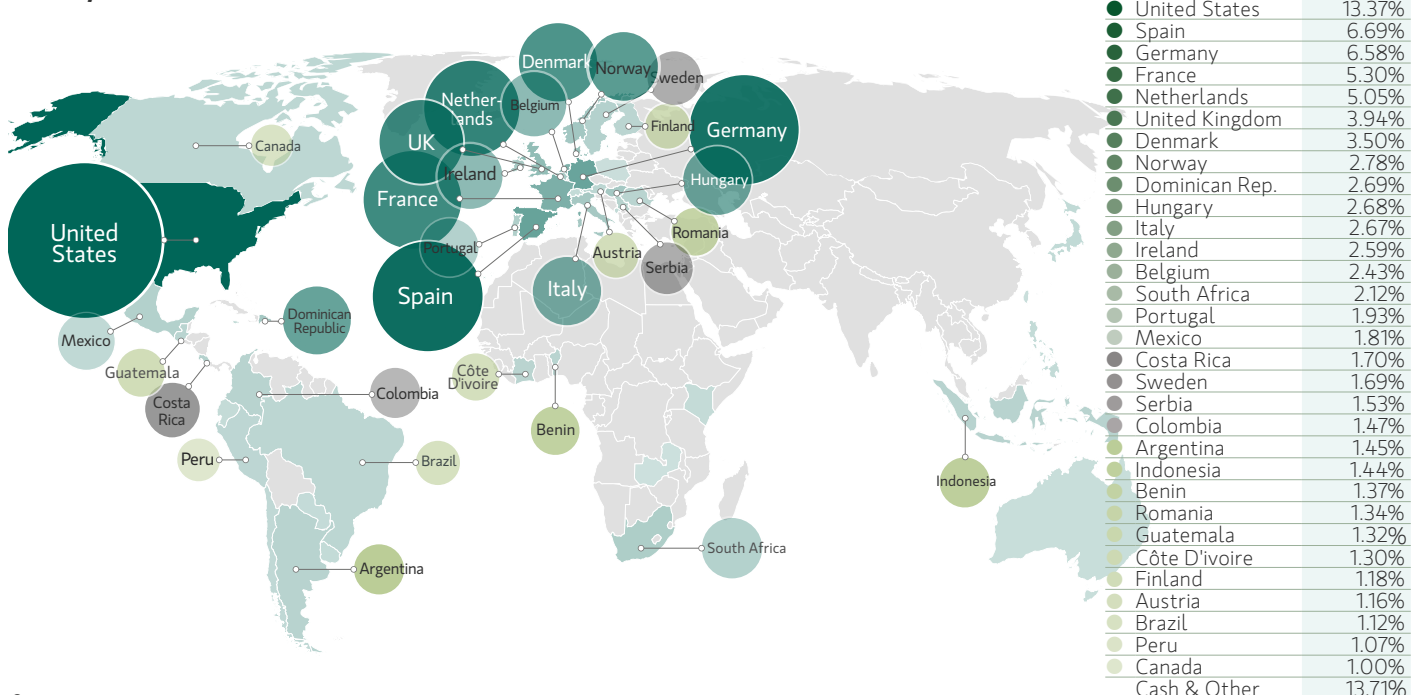 Denmark
Norway
Sweden
Nether-
lands
Belgium
Finland
Germany
UK
Canada
Ireland
Hungary
France
United
States
Portugal
Romania
Austria
Serbia
Spain
Italy
Dominican
Republic
Mexico
Guatemala
Côte
D'ivoire
Costa
Rica
Colombia
Benin
Peru
Brazil
Indonesia
South Africa
Argentina
United States 13.37%
Spain 6.69%
Germany 6.58%
France 5.30%
Netherlands 5.05%
United Kingdom 3.94%
Denmark 3.50%
Norway 2.78%
Dominican Rep. 2.69%
Hungary 2.68%
Italy 2.67%
Ireland 2.59%
Belgium 2.43%
South Africa 2.12%
Portugal 1.93%
Mexico 1.81%
Costa Rica 1.70%
Sweden 1.69%
Serbia 1.53%
Colombia 1.47%
Argentina 1.45%
Indonesia 1.44%
Benin 1.37%
Romania 1.34%
Guatemala 1.32%
Côte D'ivoire 1.30%
Finland 1.18%
Austria 1.16%
Brazil 1.12%
Peru 1.07%
Canada 1.00%
Cash & Other 13.71%